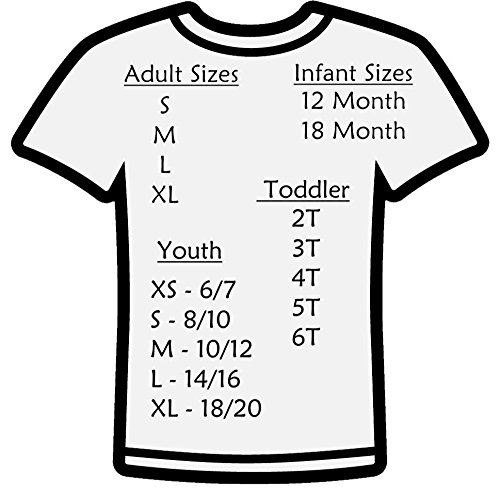 Adult Sizes
S
M
L
XL
Infant Sizes
12 Month
18 Month
Toddler
2T
3T
4T
5T
6T
Youth
XS - 6/7
S - 8/10
M - 10/12
L - 14/16
XL - 18/20